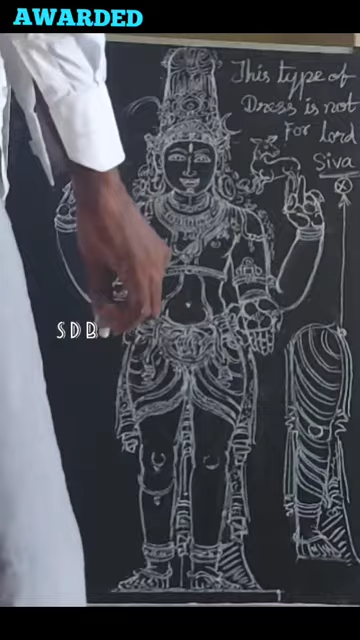 AWARDED
This type of
Dress is not
For Lord
Siva
SDB